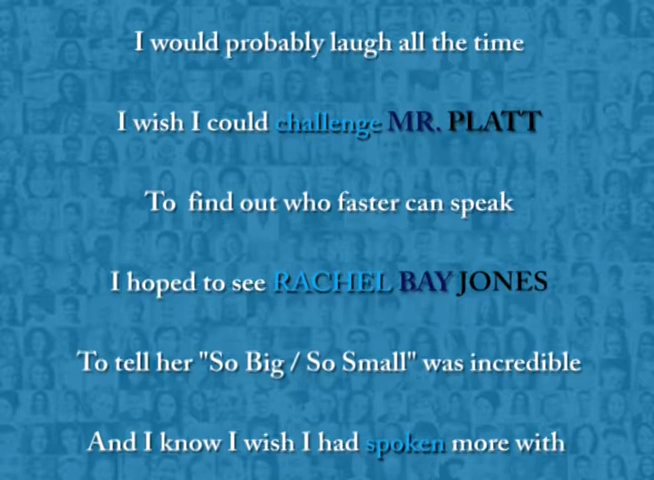 I would probably laugh all the time
I wish I could challenge MR. PLATT
To find out who faster can speak
I hoped to see RACHEL BAY JONES
To tell her "So Big / So Small" was incredible
And I know I wish I had spoken more with